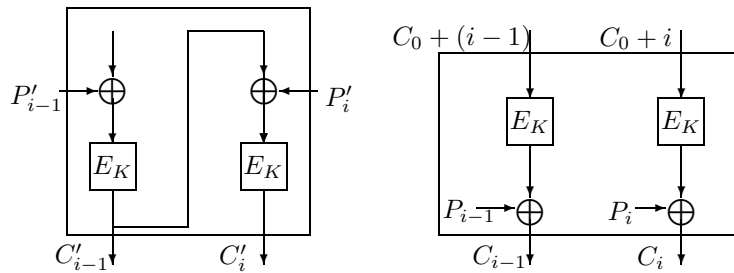 C_0 + (i − 1) C_0 + i
P'_{i−1} P'_i
E_K E_K E_K E_K
P_{i−1} P_i
C'_{i−1} C'_i C_{i−1} C_i